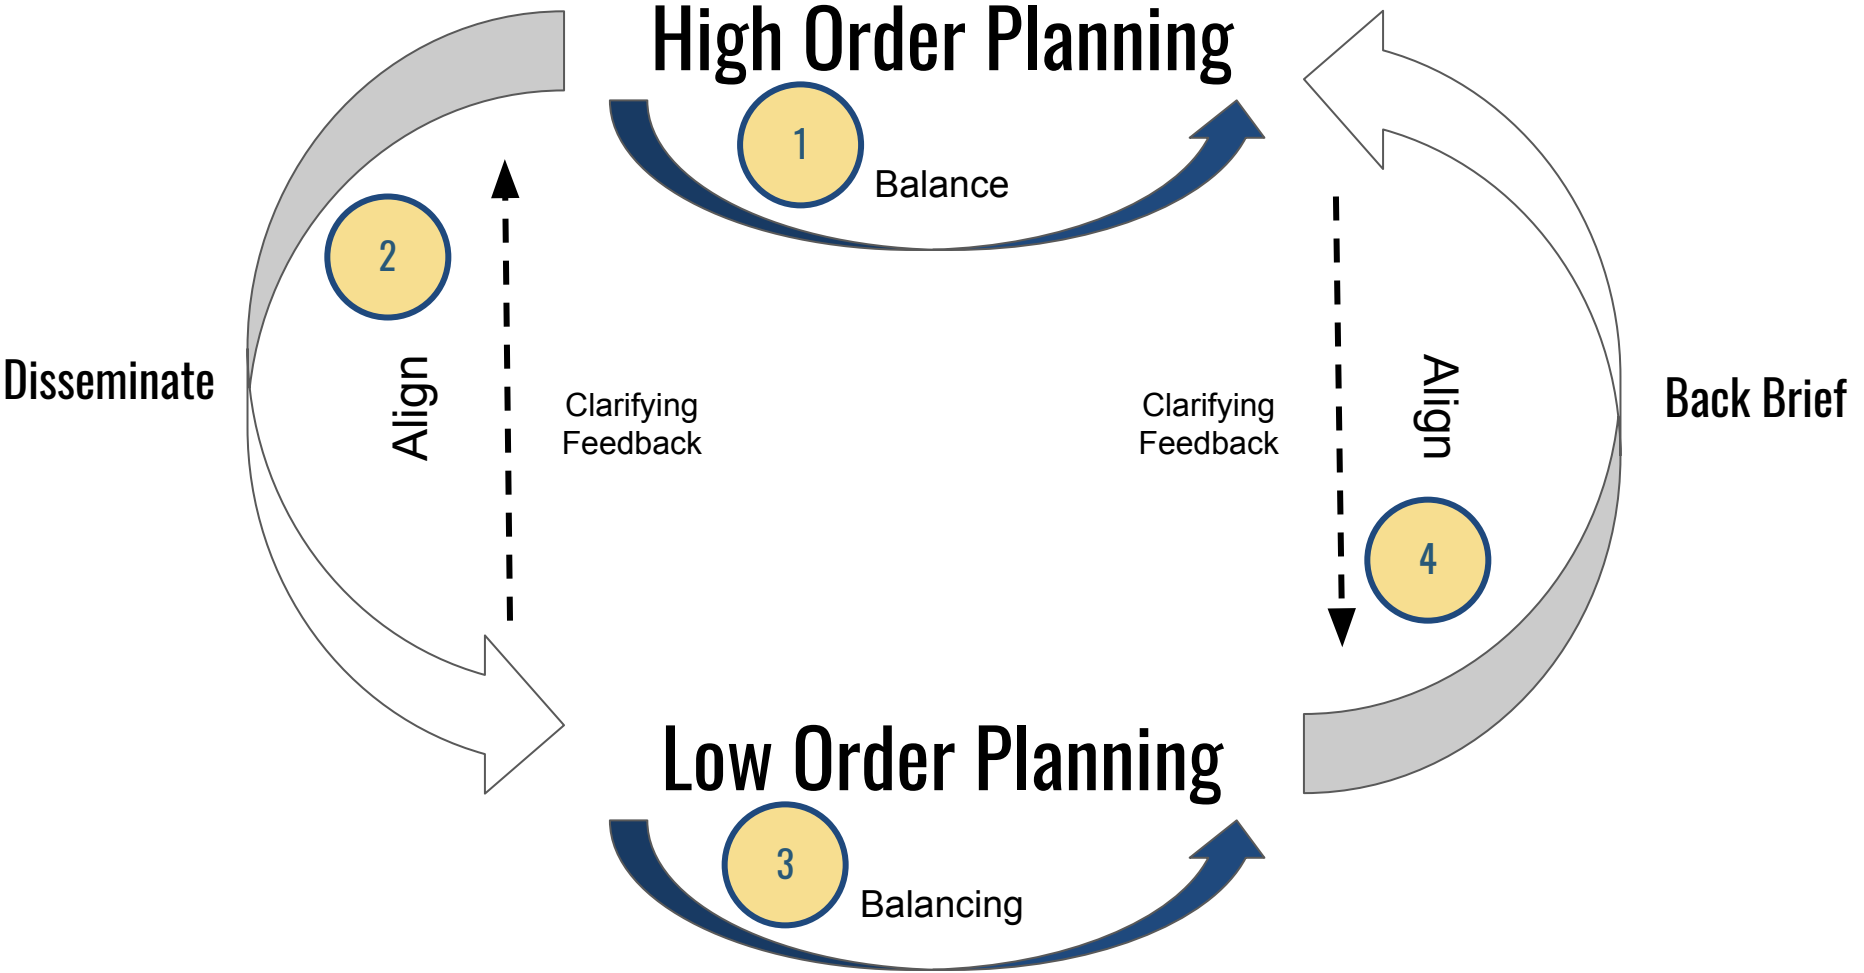 High Order Planning
1
Balance
2
Align
Disseminate
Clarifying
Feedback
Clarifying
Feedback
Align
Back Brief
4
Low Order Planning
3
Balancing